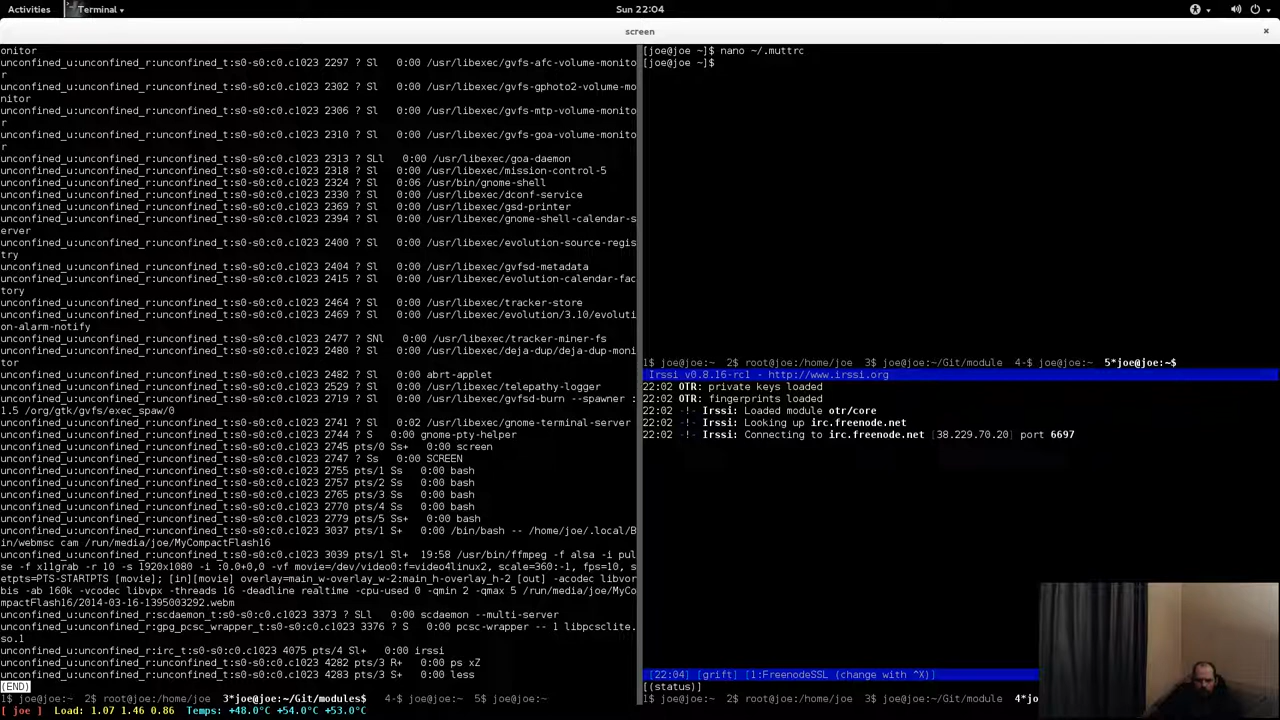 Activities
Terminal
Sun 22:04
screen
onitor
unconfined_u:unconfined_r:unconfined_t:s0-s0:c0.c1023 2297 ? Sl     0:00 /usr/libexec/gvfs-afc-volume-monito
r
unconfined_u:unconfined_r:unconfined_t:s0-s0:c0.c1023 2302 ? Sl     0:00 /usr/libexec/gvfs-gphoto2-volume-mo
nitor
unconfined_u:unconfined_r:unconfined_t:s0-s0:c0.c1023 2306 ? Sl     0:00 /usr/libexec/gvfs-mtp-volume-monito
r
unconfined_u:unconfined_r:unconfined_t:s0-s0:c0.c1023 2310 ? Sl     0:00 /usr/libexec/gvfs-goa-volume-monito
r
unconfined_u:unconfined_r:unconfined_t:s0-s0:c0.c1023 2313 ? SLl   0:00 /usr/libexec/goa-daemon
unconfined_u:unconfined_r:unconfined_t:s0-s0:c0.c1023 2318 ? Sl     0:00 /usr/libexec/mission-control-5
unconfined_u:unconfined_r:unconfined_t:s0-s0:c0.c1023 2324 ? Sl     0:06 /usr/bin/gnome-shell
unconfined_u:unconfined_r:unconfined_t:s0-s0:c0.c1023 2330 ? Sl     0:00 /usr/libexec/dconf-service
unconfined_u:unconfined_r:unconfined_t:s0-s0:c0.c1023 2369 ? Sl     0:00 /usr/libexec/gsd-printer
unconfined_u:unconfined_r:unconfined_t:s0-s0:c0.c1023 2394 ? Sl     0:00 /usr/libexec/gnome-shell-calendar-s
erver
unconfined_u:unconfined_r:unconfined_t:s0-s0:c0.c1023 2400 ? Sl     0:00 /usr/libexec/evolution-source-regis
try
unconfined_u:unconfined_r:unconfined_t:s0-s0:c0.c1023 2404 ? Sl     0:00 /usr/libexec/gvfsd-metadata
unconfined_u:unconfined_r:unconfined_t:s0-s0:c0.c1023 2415 ? Sl     0:00 /usr/libexec/evolution-calendar-fac
tory
unconfined_u:unconfined_r:unconfined_t:s0-s0:c0.c1023 2464 ? Sl     0:00 /usr/libexec/tracker-store
unconfined_u:unconfined_r:unconfined_t:s0-s0:c0.c1023 2469 ? Sl     0:00 /usr/libexec/evolution/3.10/evoluti
on-alarm-notify
unconfined_u:unconfined_r:unconfined_t:s0-s0:c0.c1023 2477 ? SNl   0:00 /usr/libexec/tracker-miner-fs
unconfined_u:unconfined_r:unconfined_t:s0-s0:c0.c1023 2480 ? Sl     0:00 /usr/libexec/deja-dup/deja-dup-moni
tor
unconfined_u:unconfined_r:unconfined_t:s0-s0:c0.c1023 2482 ? Sl     0:00 abrt-applet
unconfined_u:unconfined_r:unconfined_t:s0-s0:c0.c1023 2529 ? Sl     0:00 /usr/libexec/telepathy-logger
unconfined_u:unconfined_r:unconfined_t:s0-s0:c0.c1023 2719 ? Sl     0:00 /usr/libexec/gvfsd-burn --spawner :
1.5 /org/gtk/gvfs/exec_spaw/0
unconfined_u:unconfined_r:unconfined_t:s0-s0:c0.c1023 2741 ? Sl     0:02 /usr/libexec/gnome-terminal-server
unconfined_u:unconfined_r:unconfined_t:s0-s0:c0.c1023 2744 ? S     0:00 gnome-pty-helper
unconfined_u:unconfined_r:unconfined_t:s0-s0:c0.c1023 2745 pts/0 Ss+   0:00 screen
unconfined_u:unconfined_r:unconfined_t:s0-s0:c0.c1023 2747 ? Ss     0:00 SCREEN
unconfined_u:unconfined_r:unconfined_t:s0-s0:c0.c1023 2755 pts/1 Ss     0:00 bash
unconfined_u:unconfined_r:unconfined_t:s0-s0:c0.c1023 2757 pts/2 Ss     0:00 bash
unconfined_u:unconfined_r:unconfined_t:s0-s0:c0.c1023 2765 pts/3 Ss     0:00 bash
unconfined_u:unconfined_r:unconfined_t:s0-s0:c0.c1023 2770 pts/4 Ss     0:00 bash
unconfined_u:unconfined_r:unconfined_t:s0-s0:c0.c1023 2779 pts/5 Ss+   0:00 bash
unconfined_u:unconfined_r:unconfined_t:s0-s0:c0.c1023 3037 pts/1 S+     0:00 /bin/bash -- /home/joe/.local/B
in/webmsc cam /run/media/joe/MyCompactFlash16
unconfined_u:unconfined_r:unconfined_t:s0-s0:c0.c1023 3039 pts/1 Sl+   19:58 /usr/bin/ffmpeg -f alsa -i pul
se -f x11grab -r 10 -s 1920x1080 -i :0.0+0,0 -vf movie=/dev/video0:f=video4linux2, scale=360:-1, fps=10, s
etpts=PTS-STARTPTS [movie]; [in][movie] overlay=main_w-overlay_w-2:main_h-overlay_h-2 [out] -acodec libvor
bis -ab 160k -vcodec libvpx -threads 16 -deadline realtime -cpu-used 0 -qmin 2 -qmax 5 /run/media/joe/MyCo
mpactFlash16/2014-03-16-1395003292.webm
unconfined_u:unconfined_r:scdaemon_t:s0-s0:c0.c1023 3373 ? SLl     0:00 scdaemon --multi-server
unconfined_u:unconfined_r:gpg_pcsc_wrapper_t:s0-s0:c0.c1023 3376 ? S     0:00 pcsc-wrapper -- 1 libpcsclite.
so.1
unconfined_u:unconfined_r:irc_t:s0-s0:c0.c1023 4075 pts/4 Sl+   0:00 irssi
unconfined_u:unconfined_r:unconfined_t:s0-s0:c0.c1023 4282 pts/3 R+     0:00 ps xZ
unconfined_u:unconfined_r:unconfined_t:s0-s0:c0.c1023 4283 pts/3 S+     0:00 less
(END)
1$ joe@joe:~  2$ root@joe:/home/joe  3*$ joe@joe:~/Git/modules$  4-$ joe@joe:~  5$ joe@joe:~
[ joe ]  Load: 1.07 1.46 0.86  Temps: +48.0°C +54.0°C +53.0°C
[joe@joe ~]$ nano ~/.muttrc
[joe@joe ~]$
1$ joe@joe:~  2$ root@joe:/home/joe  3$ joe@joe:~/Git/module  4-$ joe@joe:~  5*joe@joe:~$
Irssi v0.8.16-rc1 - http://www.irssi.org
22:02 OTR: private keys loaded
22:02 OTR: fingerprints loaded
22:02 -!- Irssi: Loaded module otr/core
22:02 -!- Irssi: Looking up irc.freenode.net
22:02 -!- Irssi: Connecting to irc.freenode.net [38.229.70.20] port 6697
[22:04] [grift] [1:FreenodeSSL (change with ^X)]
[(status)]
1$ joe@joe:~  2$ root@joe:/home/joe  3$ joe@joe:~/Git/module  4*jo